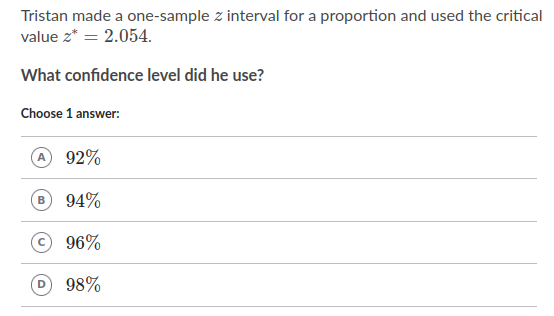 Tristan made a one-sample z interval for a proportion and used the critical
value z* = 2.054.
What confidence level did he use?
Choose 1 answer:
A 92%
B 94%
C 96%
D 98%